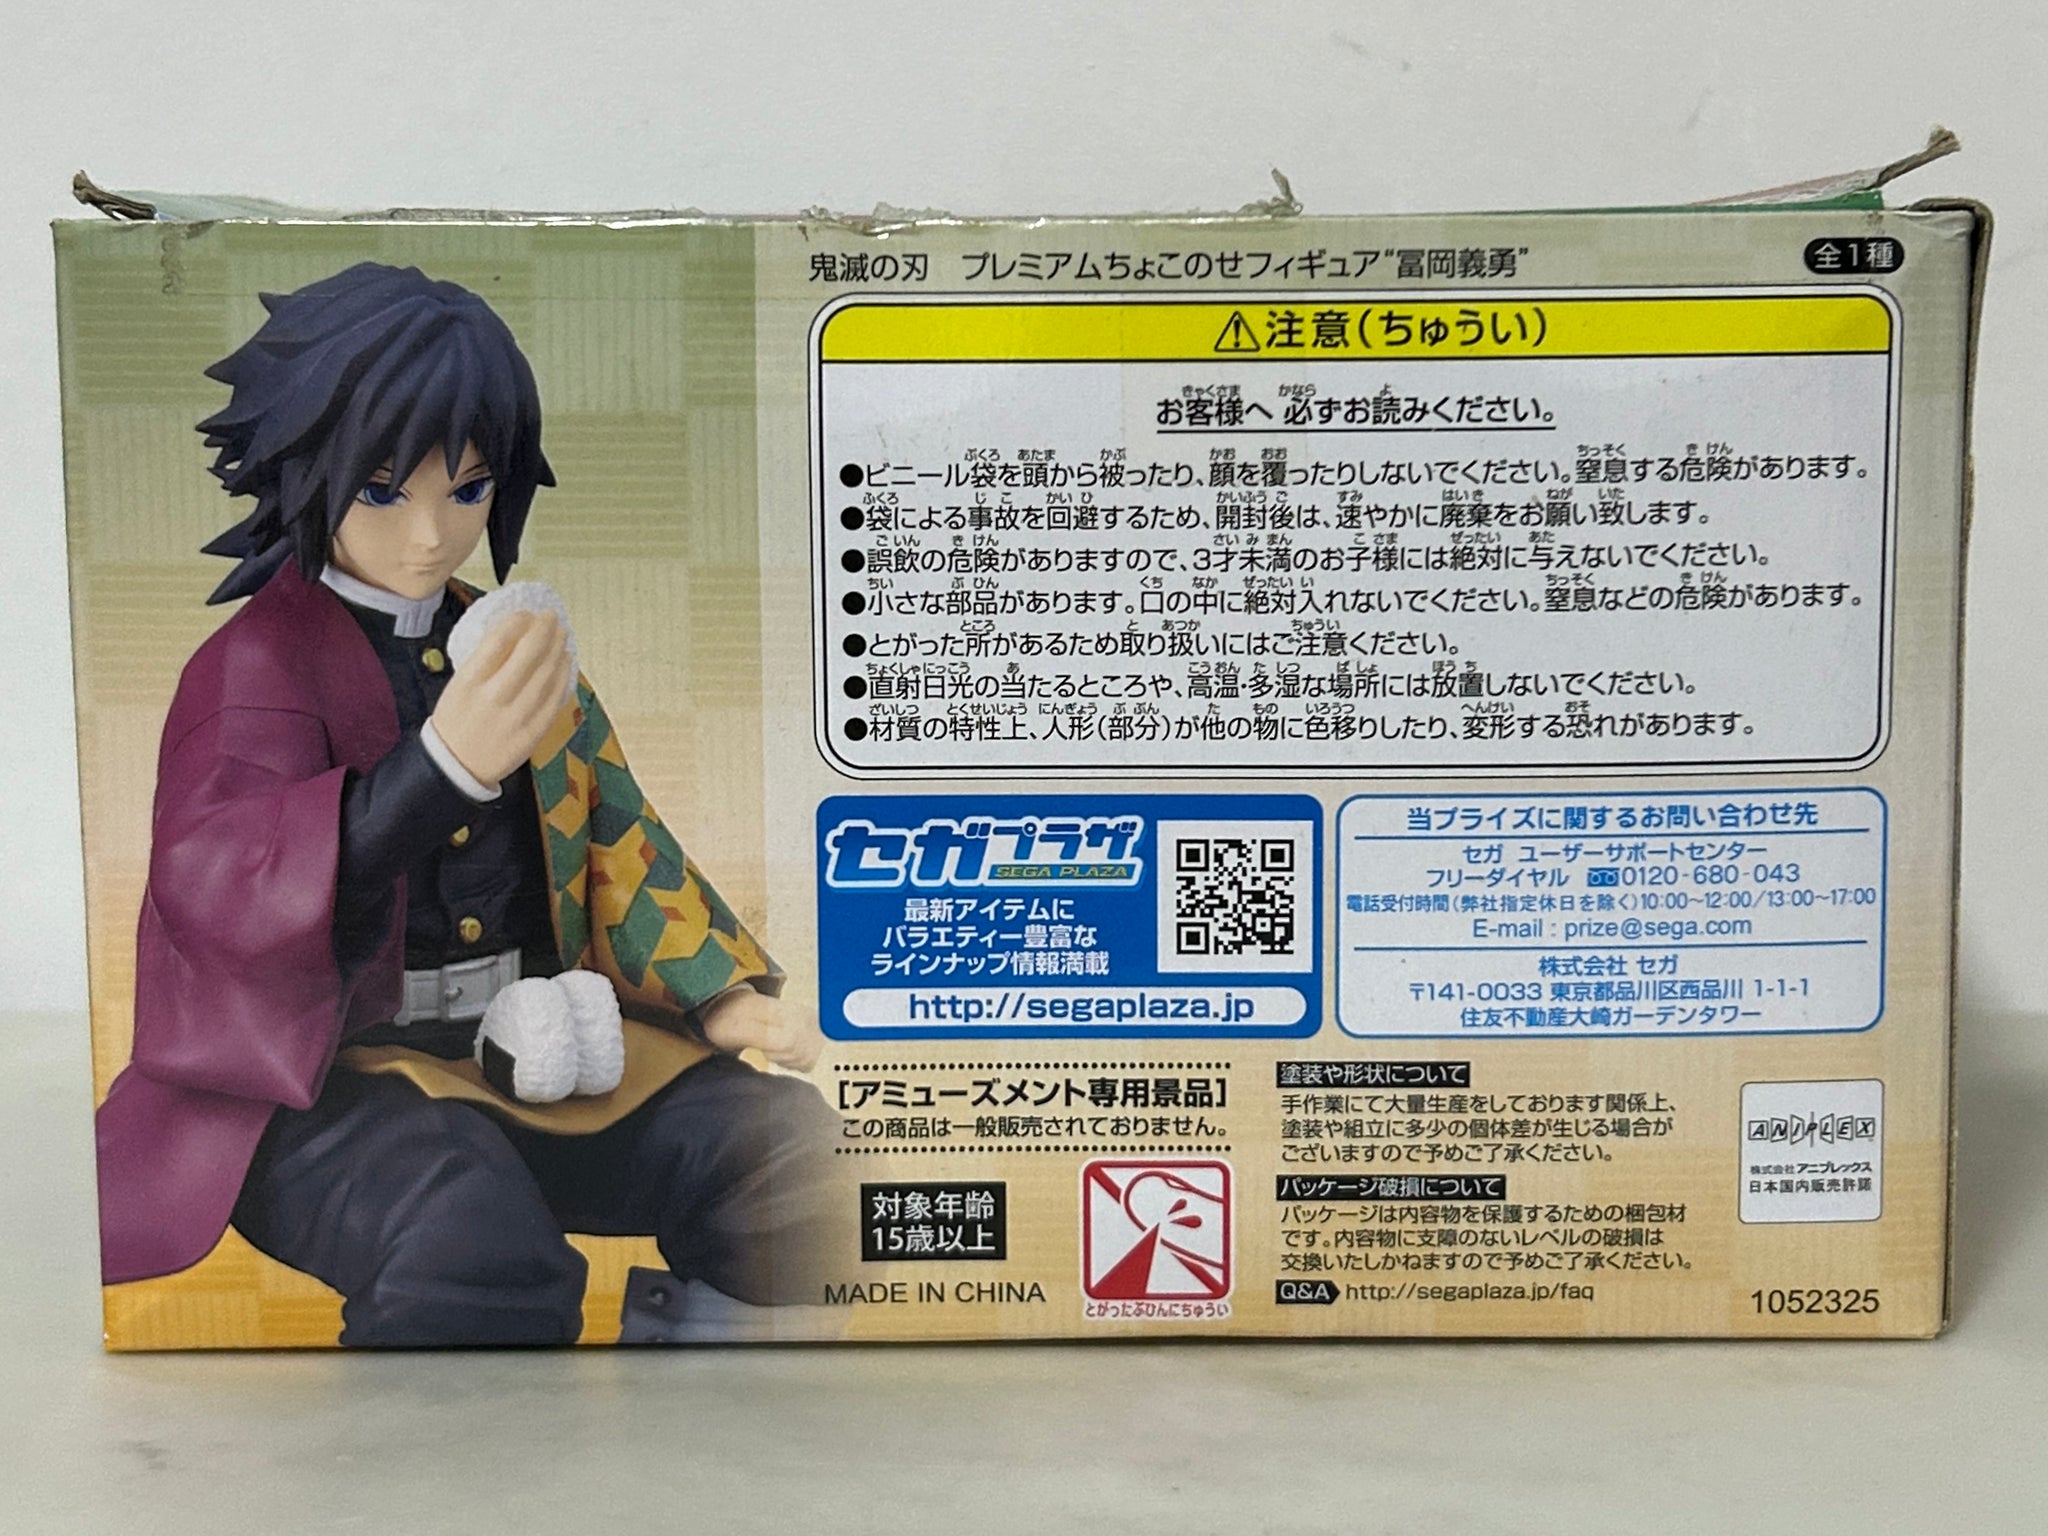 鬼滅の刃　プレミアムちょこのせフィギュア“冨岡義勇”
全1種
⚠注意(ちゅうい)
お客様へ 必ずお読みください。
●ビニール袋を頭から被ったり、顔を覆ったりしないでください。窒息する危険があります。
●袋による事故を回避するため、開封後は、速やかに廃棄をお願い致します。
●誤飲の危険がありますので、3才未満のお子様には絶対に与えないでください。
●小さな部品があります。口の中に絶対入れないでください。窒息などの危険があります。
●とがった所があるため取り扱いにはご注意ください。
●直射日光の当たるところや、高温・多湿な場所には放置しないでください。
●材質の特性上、人形(部分)が他の物に色移りしたり、変形する恐れがあります。
セガプラザ
SEGA PLAZA
最新アイテムに
バラエティー豊富な
ラインナップ情報満載
http://segaplaza.jp
当プライズに関するお問い合わせ先
セガ ユーザーサポートセンター
フリーダイヤル 0120-680-043
電話受付時間(弊社指定休日を除く)10:00~12:00/13:00~17:00
E-mail : prize@sega.com
株式会社 セガ
〒141-0033 東京都品川区西品川 1-1-1
住友不動産大崎ガーデンタワー
[アミューズメント専用景品]
この商品は一般販売されておりません。
対象年齢
15歳以上
MADE IN CHINA
とがったぶひんにちゅうい
塗装や形状について
手作業にて大量生産をしております関係上、
塗装や組立に多少の個体差が生じる場合が
ございますので予めご了承ください。
パッケージ破損について
パッケージは内容物を保護するための梱包材
です。内容物に支障のないレベルの破損は
交換いたしかねますので予めご了承ください。
Q&A http://segaplaza.jp/faq
ANIPLEX
株式会社 アニプレックス
日本国内販売許諾
1052325